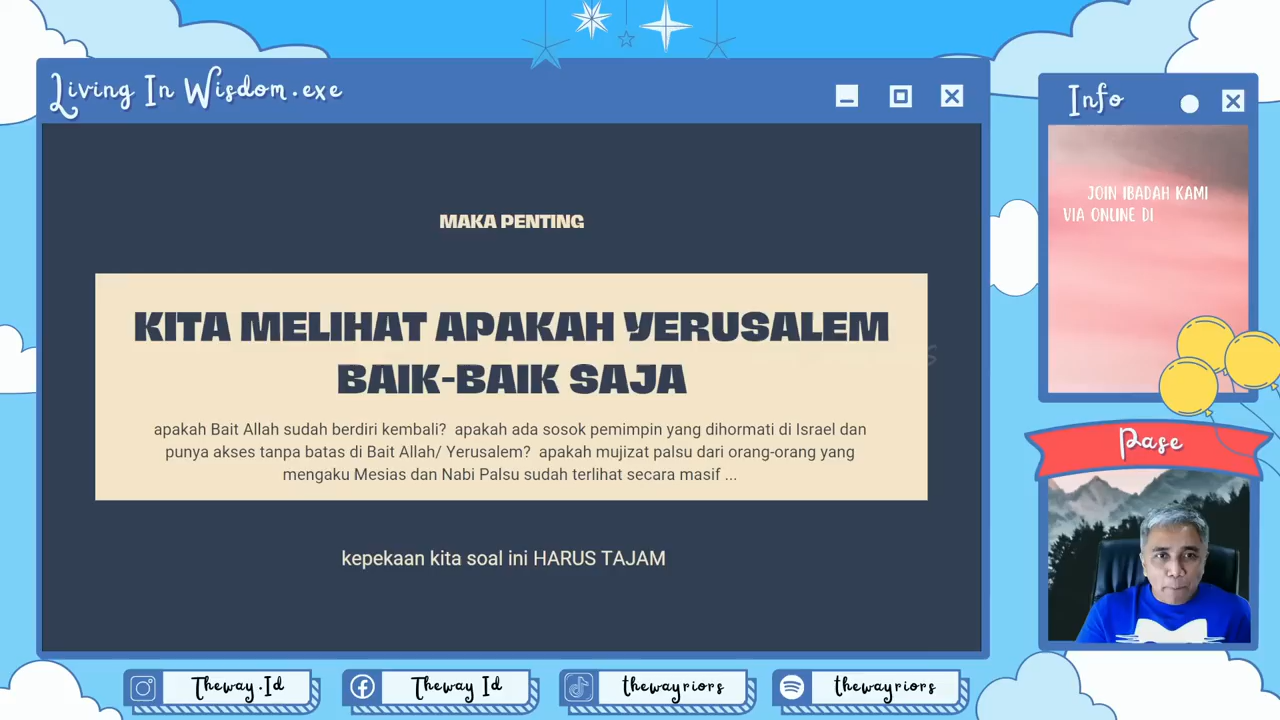 Living In Wisdom.exe
MAKA PENTING
KITA MELIHAT APAKAH YERUSALEM
BAIK-BAIK SAJA
apakah Bait Allah sudah berdiri kembali? apakah ada sosok pemimpin yang dihormati di Israel dan
punya akses tanpa batas di Bait Allah/ Yerusalem? apakah mujizat palsu dari orang-orang yang
mengaku Mesias dan Nabi Palsu sudah terlihat secara masif ...
kepekaan kita soal ini HARUS TAJAM
Info
JOIN IBADAH KAMI
VIA ONLINE DI
Pase
Theway.Id
Theway Id
thewayriors
thewayriors